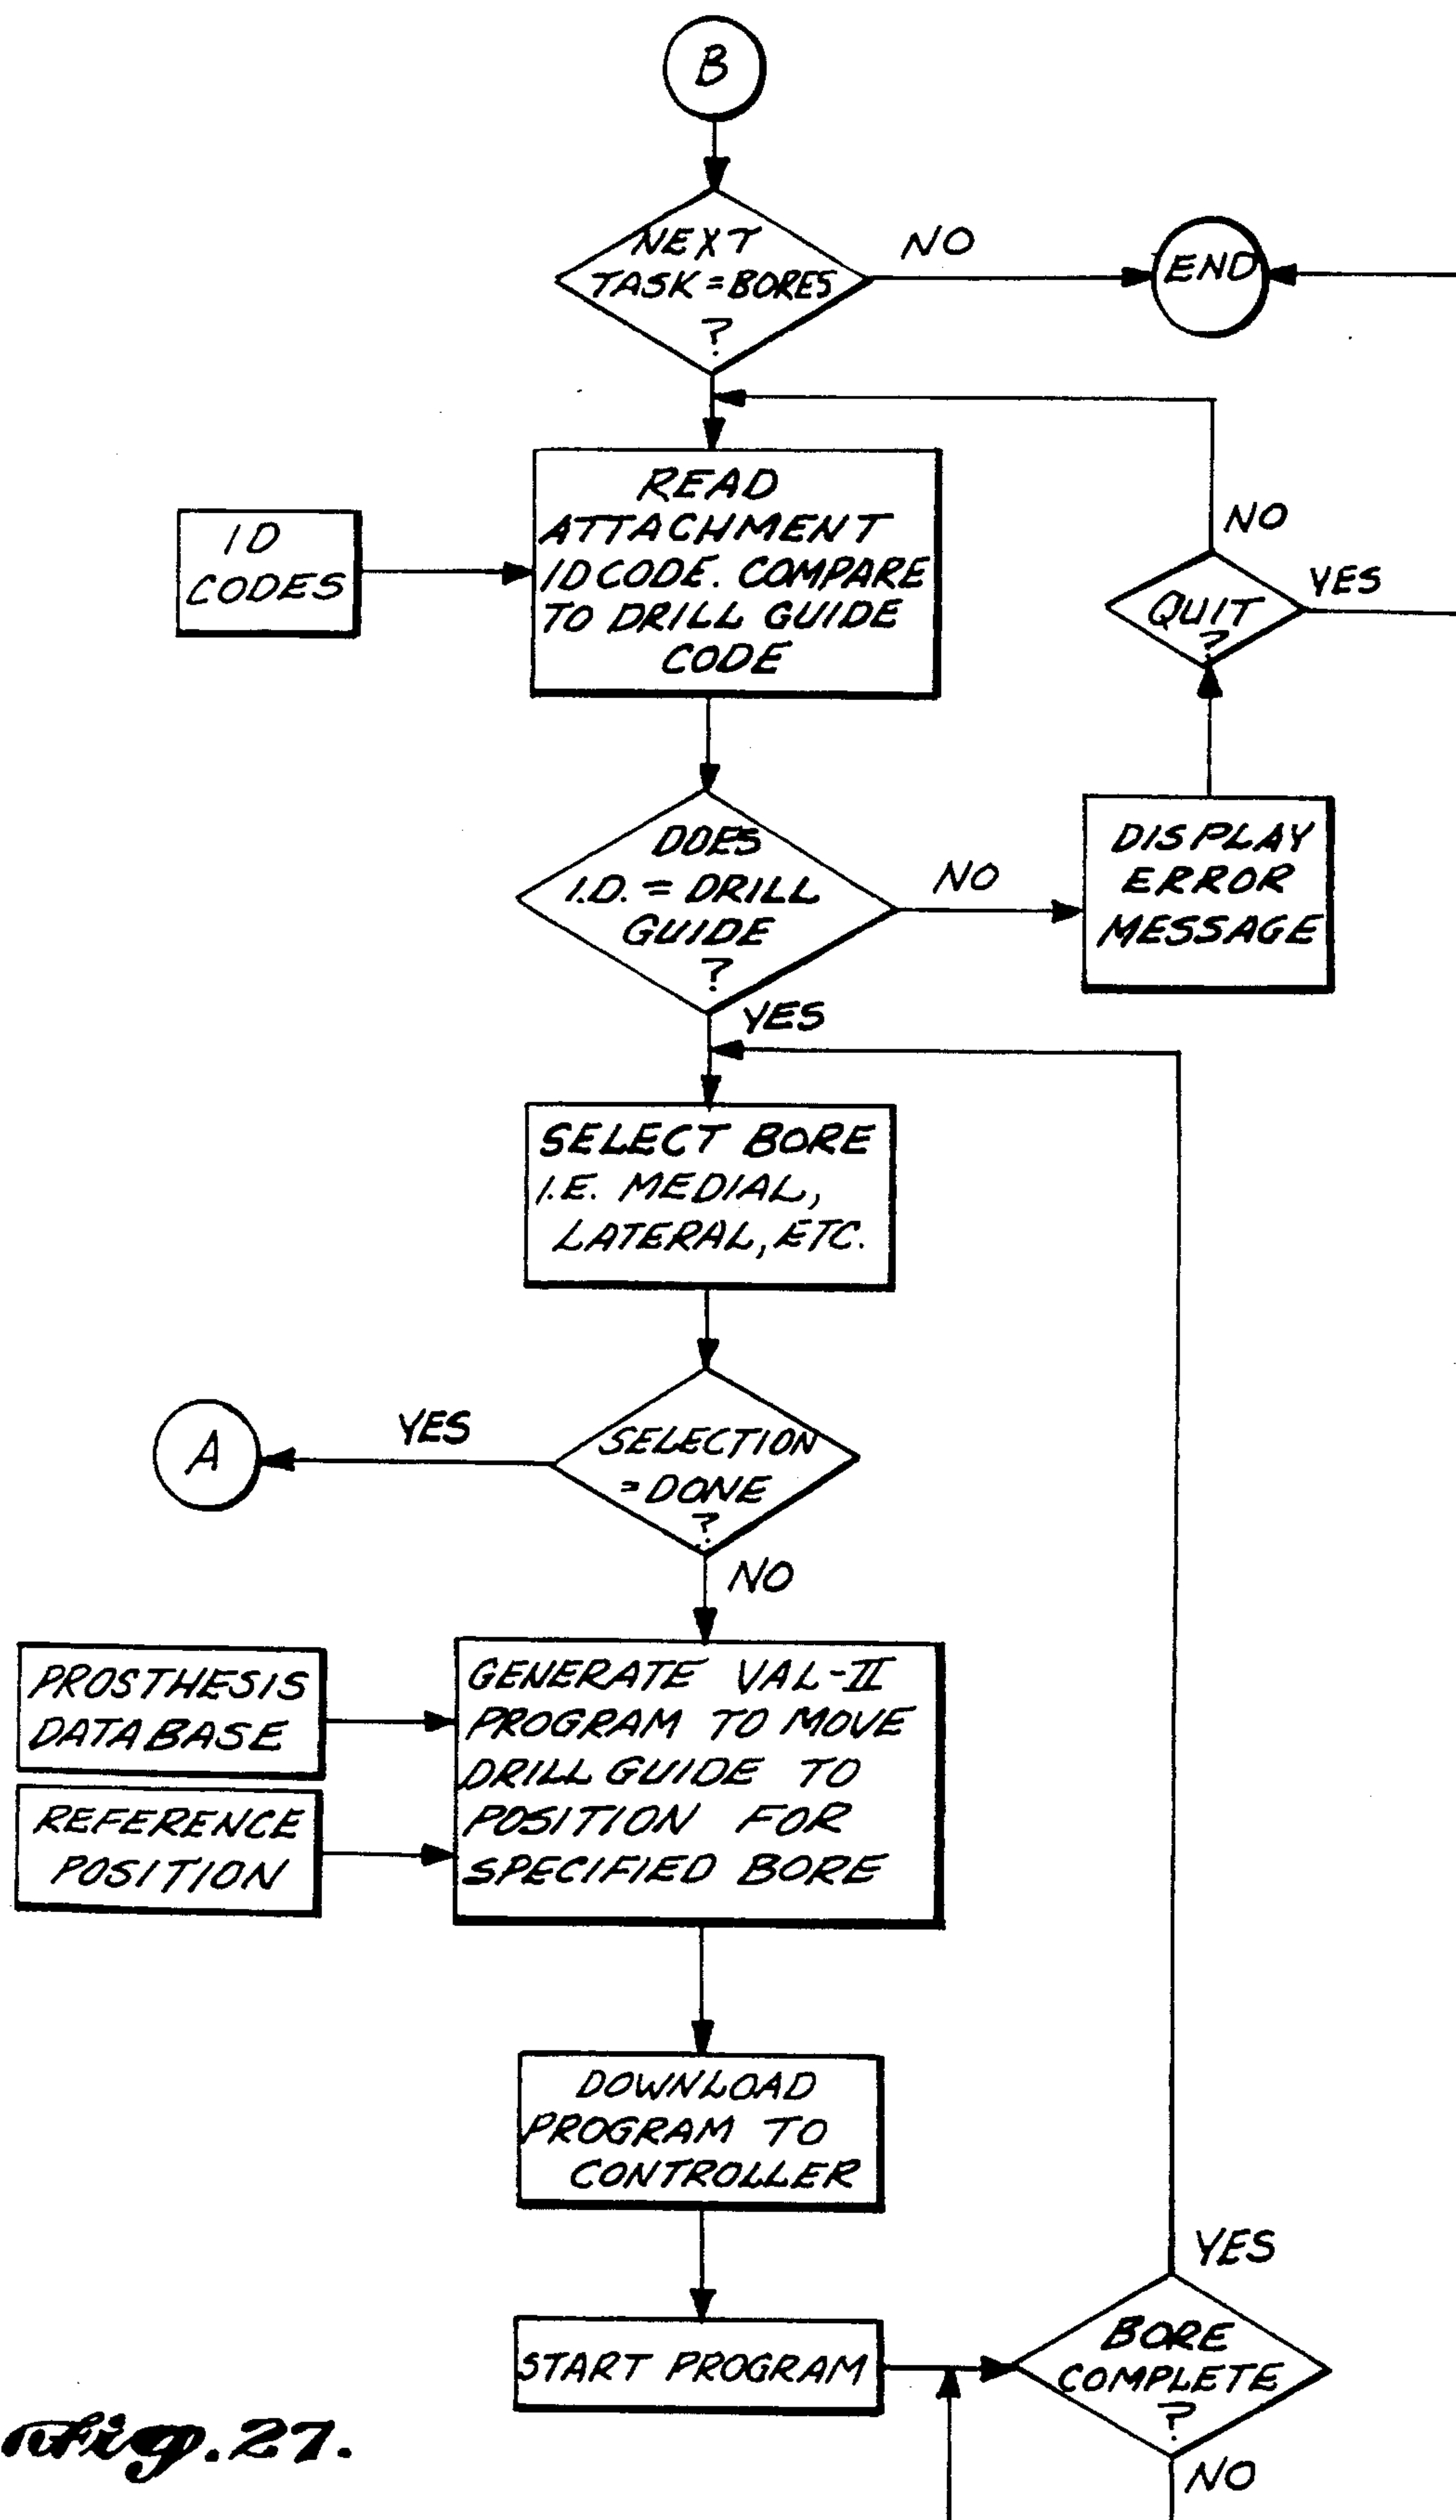 B
NEXT
TASK = BORES
?
NO
END
READ
ATTACHMENT
ID CODE. COMPARE
TO DRILL GUIDE
CODE
ID
CODES
NO
QUIT
?
YES
DOES
I.D. = DRILL
GUIDE
?
NO
DISPLAY
ERROR
MESSAGE
YES
SELECT BORE
I.E. MEDIAL,
LATERAL, ETC.
SELECTION
= DONE
?
YES
A
NO
PROSTHESIS
DATABASE
REFERENCE
POSITION
GENERATE VAL-II
PROGRAM TO MOVE
DRILL GUIDE TO
POSITION FOR
SPECIFIED BORE
DOWNLOAD
PROGRAM TO
CONTROLLER
START PROGRAM
YES
BORE
COMPLETE
?
NO
Fig. 27.